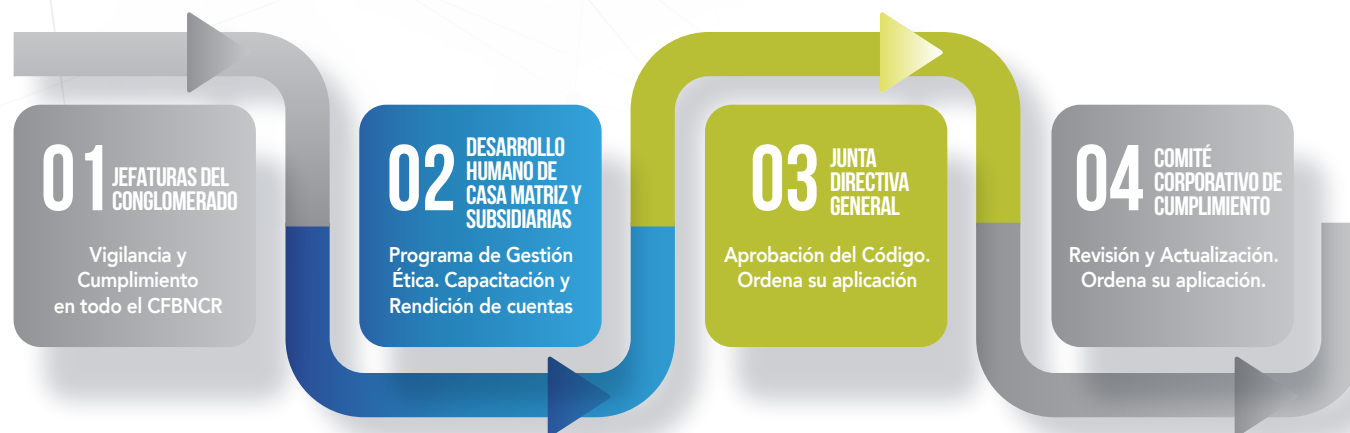 01 JEFATURAS DEL
CONGLOMERADO
Vigilancia y
Cumplimiento
en todo el CFBNCR
02 DESARROLLO
HUMANO DE
CASA MATRIZ Y
SUBSIDIARIAS
Programa de Gestión
Ética. Capacitación y
Rendición de cuentas
03 JUNTA
DIRECTIVA
GENERAL
Aprobación del Código.
Ordena su aplicación
04 COMITÉ
CORPORATIVO DE
CUMPLIMIENTO
Revisión y Actualización.
Ordena su aplicación.